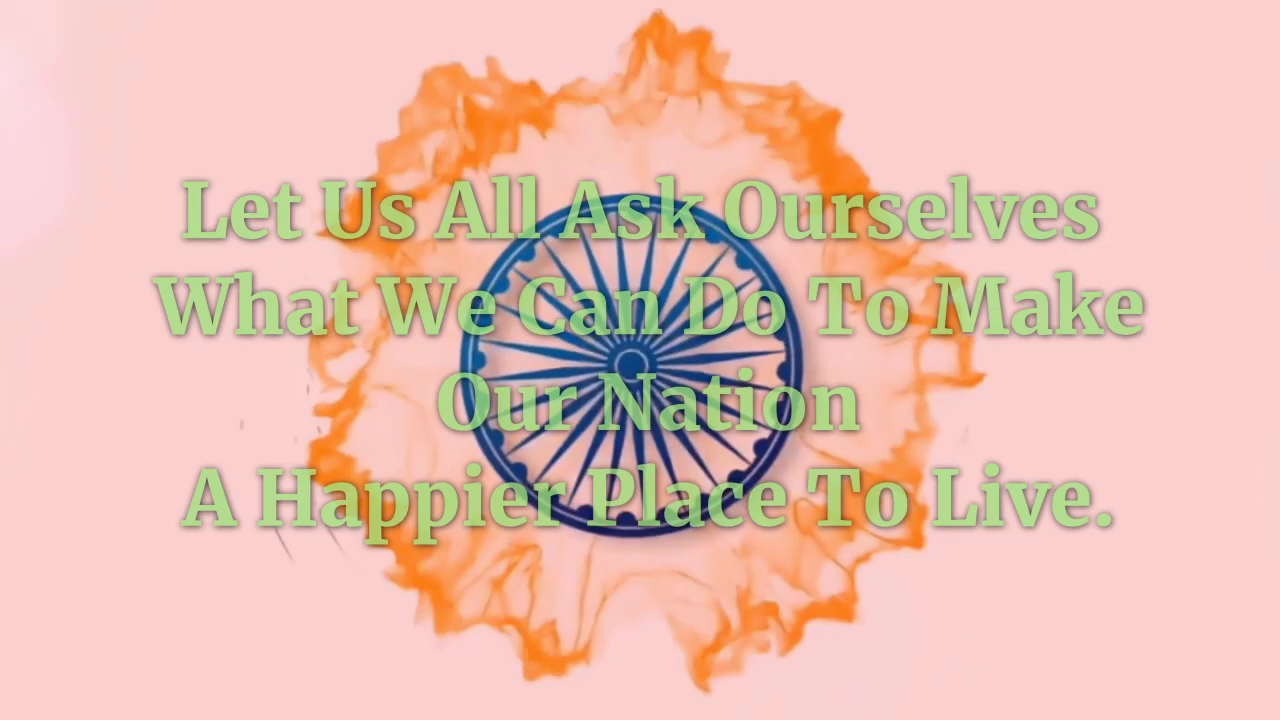 Let Us All Ask Ourselves
What We Can Do To Make
Our Nation
A Happier Place To Live.